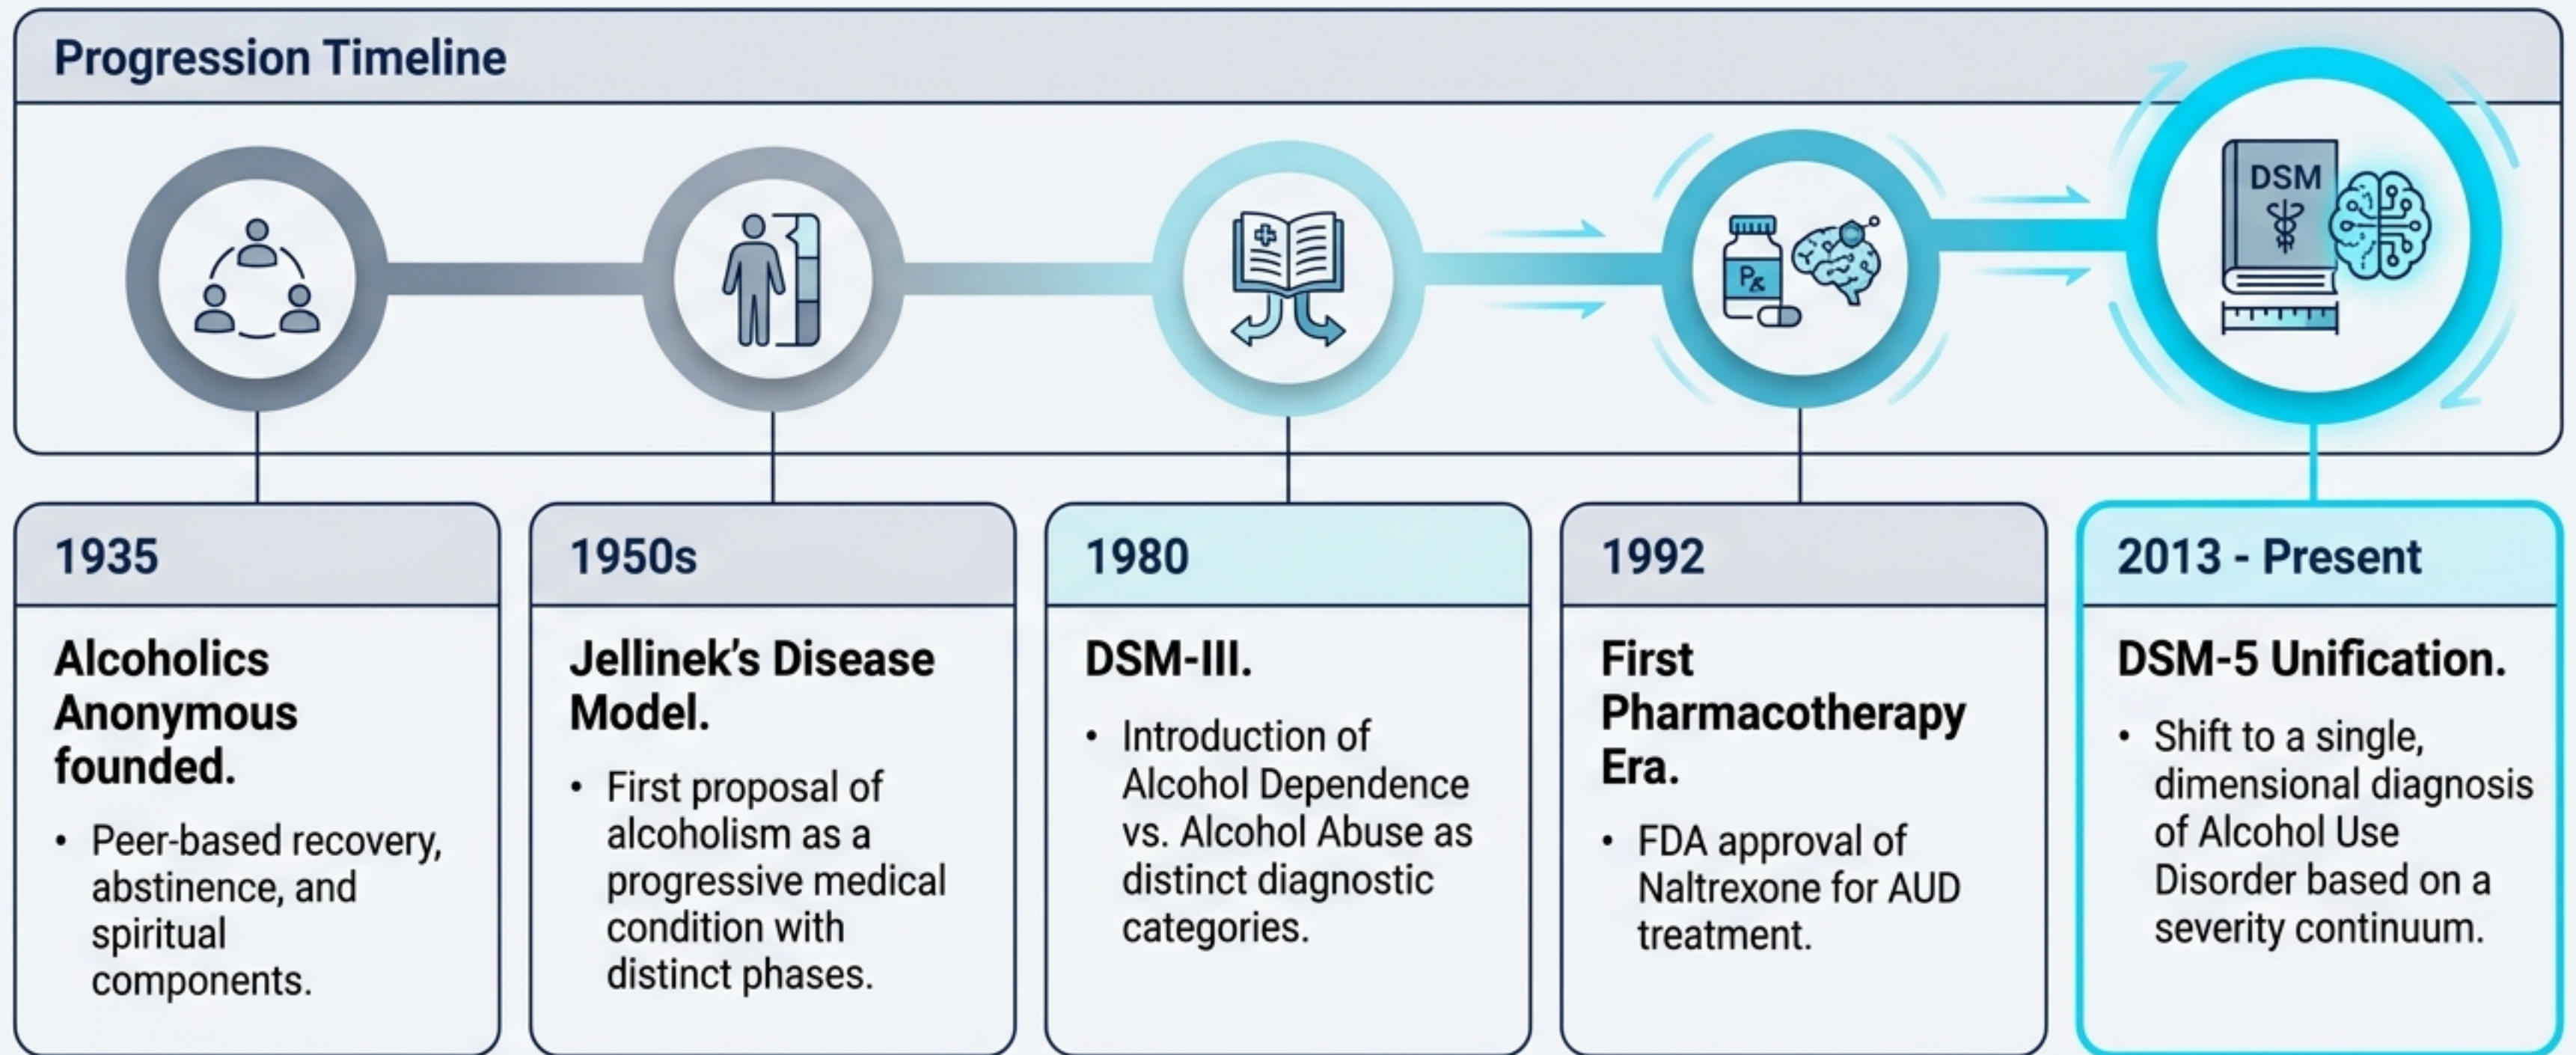 Progression Timeline
DSM
1935
Alcoholics
Anonymous
founded.
• Peer-based recovery,
abstinence, and
spiritual
components.
1950s
Jellinek’s Disease
Model.
• First proposal of
alcoholism as a
progressive medical
condition with
distinct phases.
1980
DSM-III.
• Introduction of
Alcohol Dependence
vs. Alcohol Abuse as
distinct diagnostic
categories.
1992
First
Pharmacotherapy
Era.
• FDA approval of
Naltrexone for AUD
treatment.
2013 - Present
DSM-5 Unification.
• Shift to a single,
dimensional diagnosis
of Alcohol Use
Disorder based on a
severity continuum.